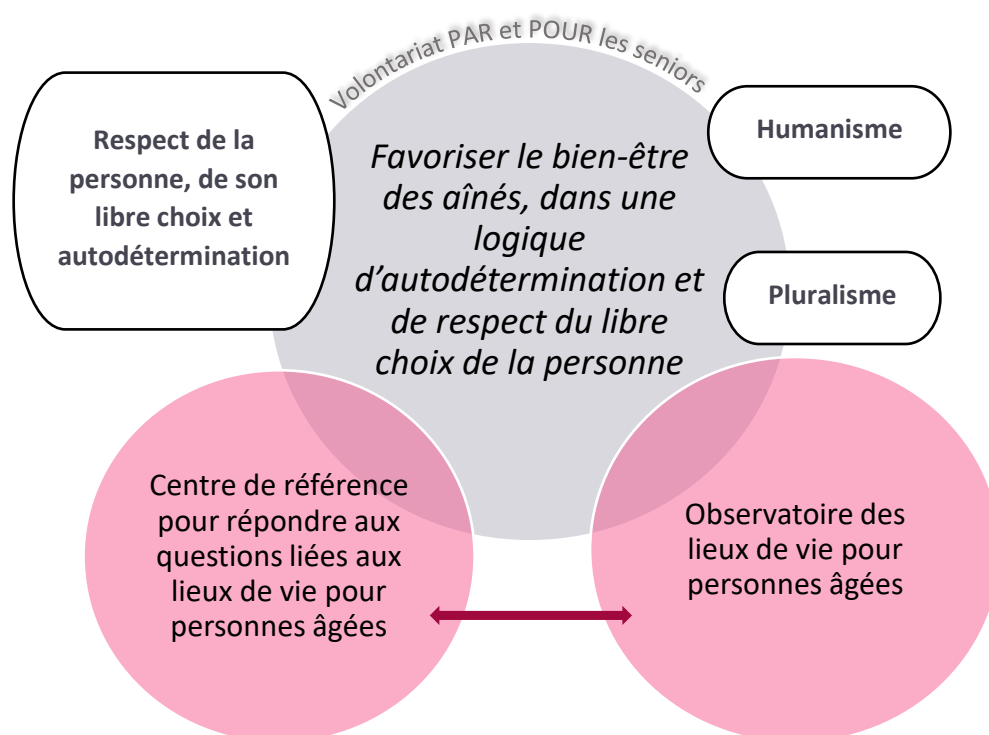 Volontariat PAR et POUR les seniors
Respect de la
personne, de son
libre choix et
autodétermination
Favoriser le bien-être
des aînés, dans une
logique
d’autodétermination et
de respect du libre
choix de la personne
Humanisme
Pluralisme
Centre de référence
pour répondre aux
questions liées aux
lieux de vie pour
personnes âgées
Observatoire des
lieux de vie pour
personnes âgées